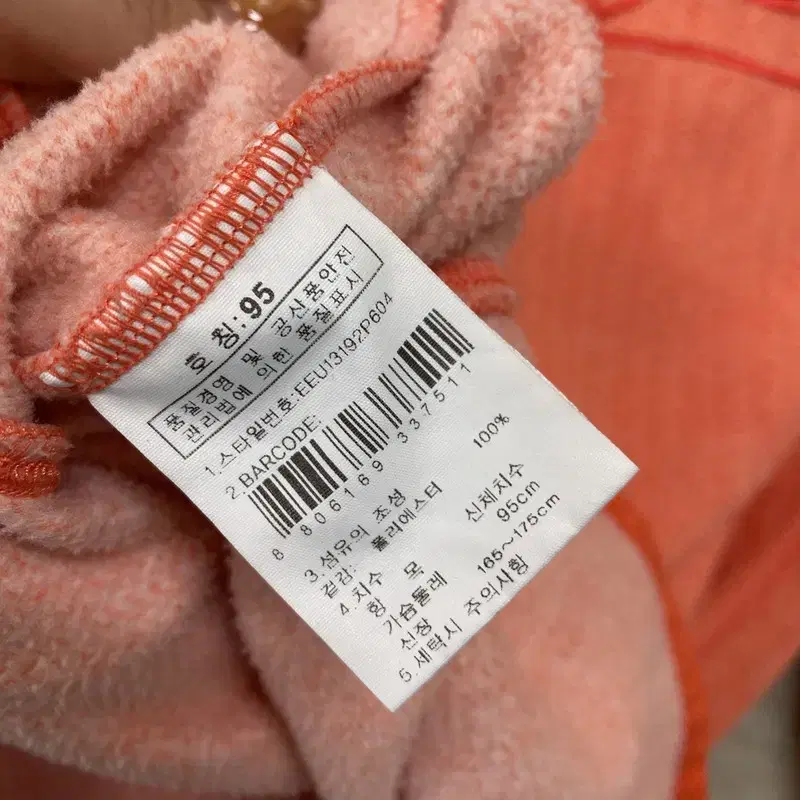 호 칭: 95
품질경영 및 공산품안전
관리법에 의한 품질표시
1.스타일번호:EEU13192P604
2.BARCODE:
8 806169 337511
3.섬유의 조성
겉감: 폴리에스터 100%
4.치수
항 목 신체치수
가슴둘레 95cm
신장 165~175cm
5.세탁시 주의사항